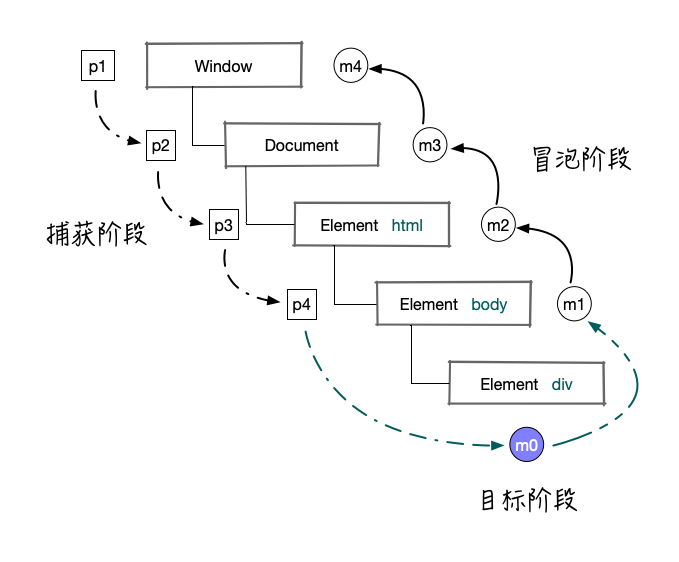 p1
Window
m4
p2
Document
m3
冒泡阶段
捕获阶段
p3
Element html
m2
p4
Element body
m1
Element div
m0
目标阶段